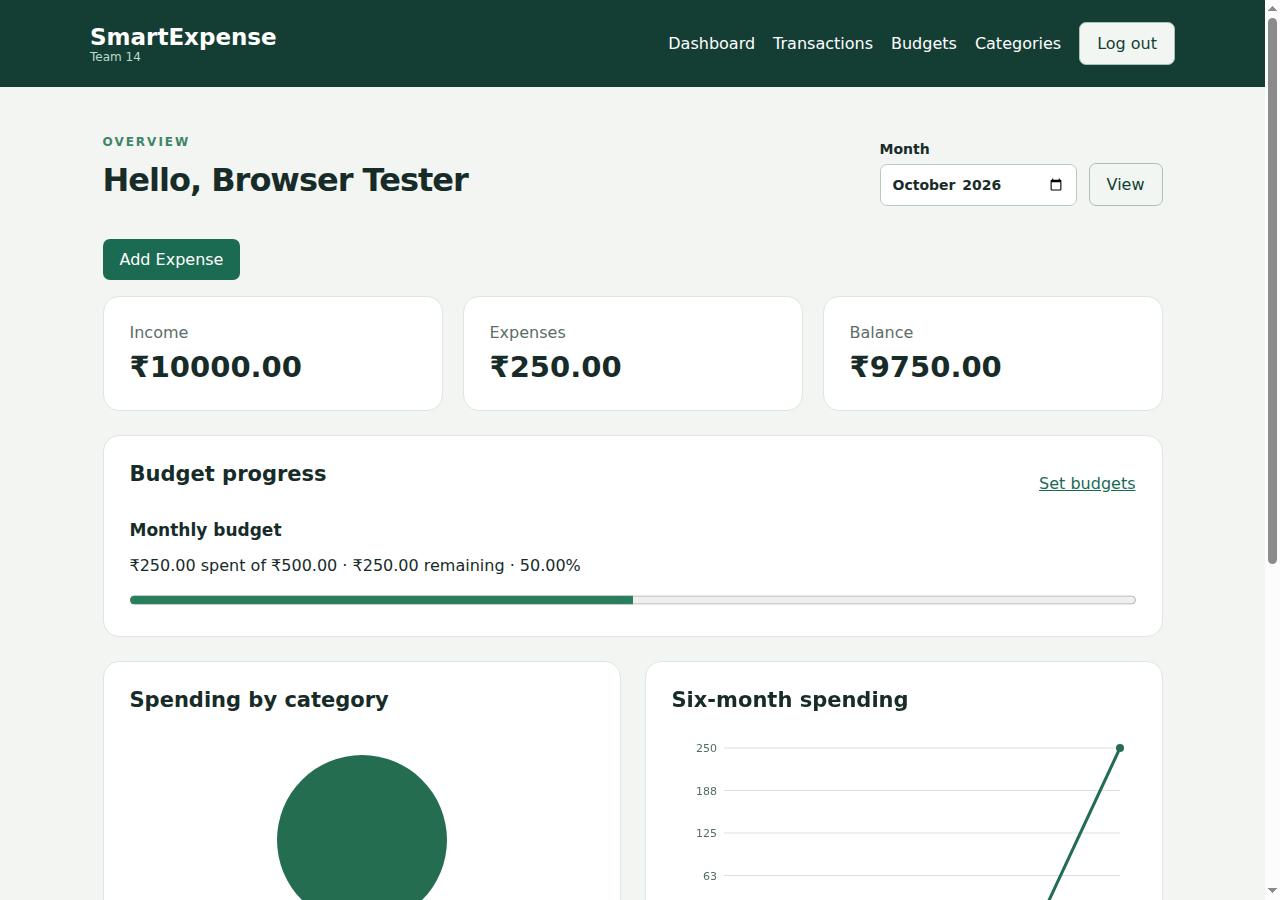 SmartExpense
Team 14
Dashboard Transactions Budgets Categories Log out
OVERVIEW
Hello, Browser Tester
Month
October 2026
View
Add Expense
Income
₹10000.00
Expenses
₹250.00
Balance
₹9750.00
Budget progress
Set budgets
Monthly budget
₹250.00 spent of ₹500.00 · ₹250.00 remaining · 50.00%
Spending by category
Six-month spending
250
188
125
63